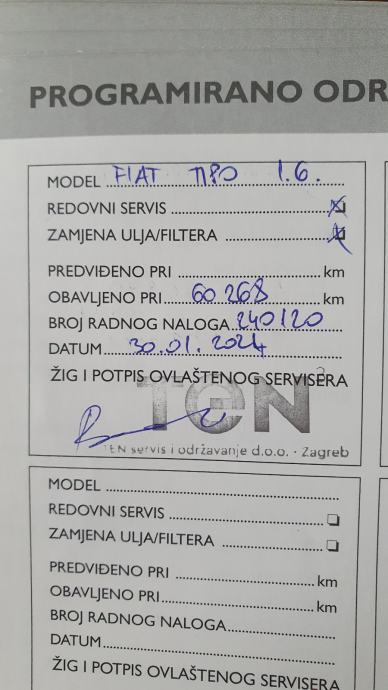 PROGRAMIRANO ODR
MODEL FIAT TIPO 1.6.
REDOVNI SERVIS
ZAMJENA ULJA/FILTERA
PREDVIĐENO PRI km
OBAVLJENO PRI 60268 km
BROJ RADNOG NALOGA 240120
DATUM 30.01.2024
ŽIG I POTPIS OVLAŠTENOG SERVISERA
TEN
TEN servis i održavanje d.o.o. · Zagreb
MODEL
REDOVNI SERVIS
ZAMJENA ULJA/FILTERA
PREDVIĐENO PRI km
OBAVLJENO PRI km
BROJ RADNOG NALOGA
DATUM
ŽIG I POTPIS OVLAŠTENOG SERVISERA